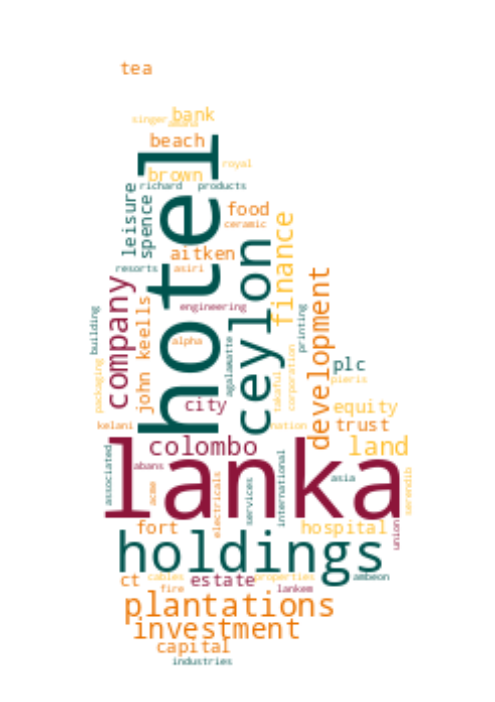 tea
singer
bank
amana
beach
royal
brown
richard
products
leisure
spence
hotel
food
ceramic
aitken
finance
ceylon
resorts
asiri
company
development
john keells
engineering
building
printing
alpha
agalawatte
plc
packaging
takaful
corporation
pieris
city
equity
kelani
nation
trust
colombo
land
lanka
associated
abans
acme
electricals
services
international
asia
serendib
fort
hospital
union
holdings
ct
cables
estate
properties
ambeon
fine
lankem
plantations
investment
capital
industries